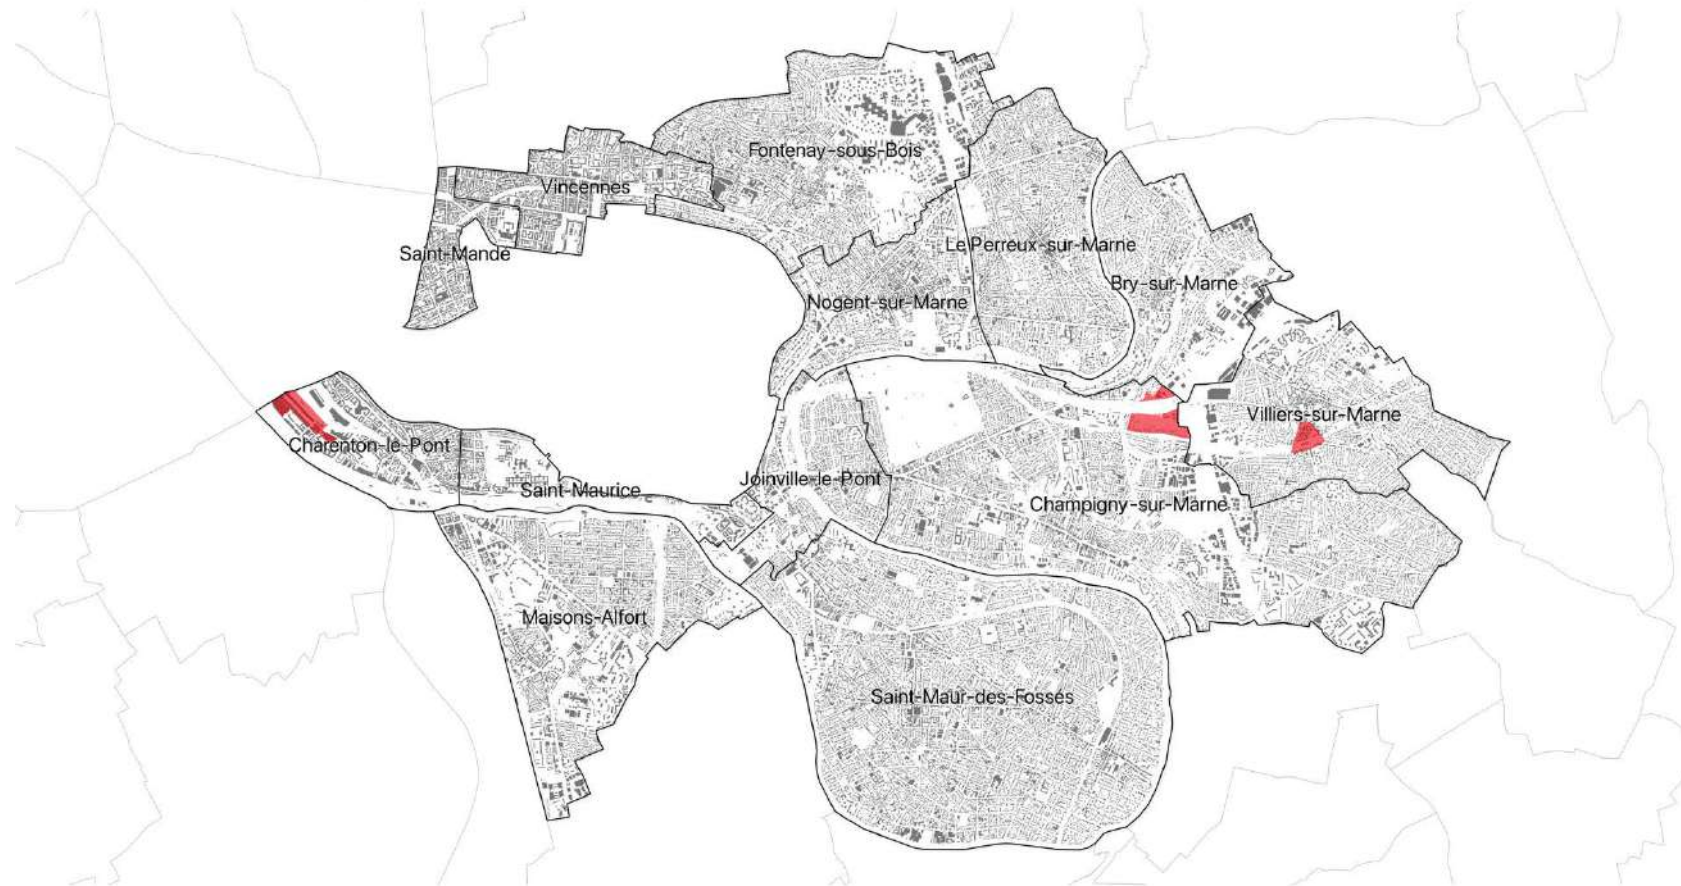 Fontenay-sous-Bois
Vincennes
Saint-Mandé
Le Perreux-sur-Marne
Bry-sur-Marne
Nogent-sur-Marne
Villiers-sur-Marne
Charenton-le-Pont
Saint-Maurice
Joinville-le-Pont
Champigny-sur-Marne
Maisons-Alfort
Saint-Maur-des-Fossés